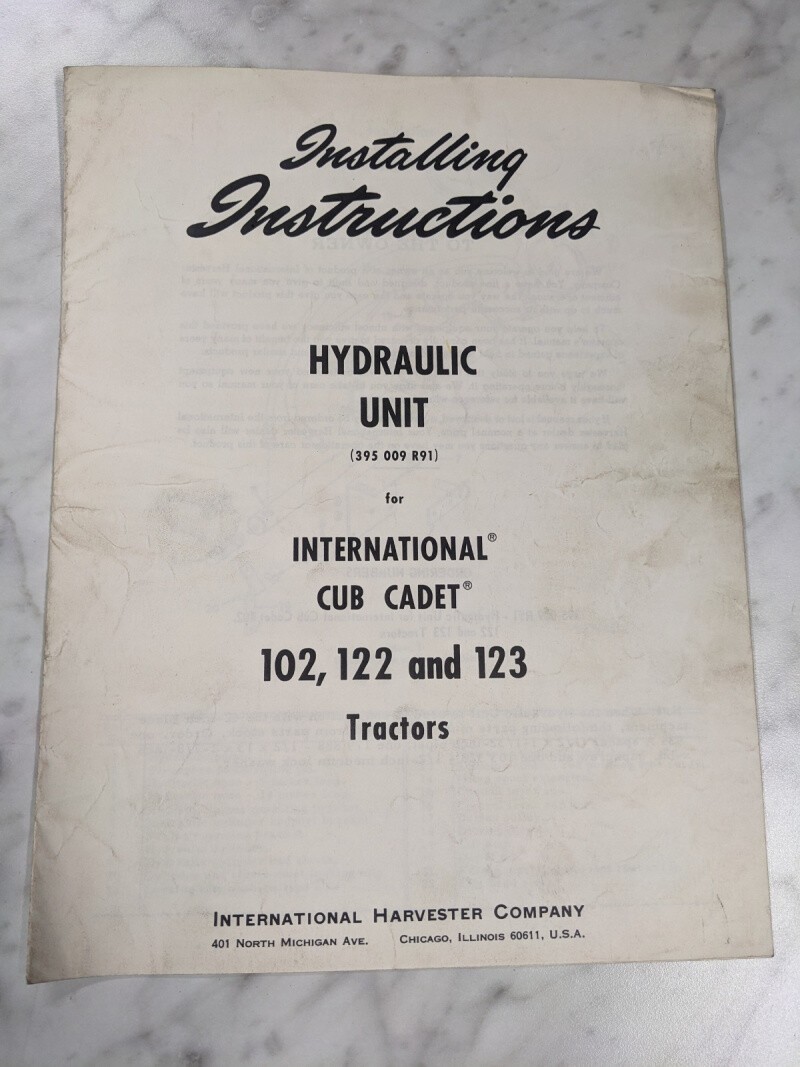 Installing
Instructions
HYDRAULIC
UNIT
(395 009 R91)
for
INTERNATIONAL®
CUB CADET®
102, 122 and 123
Tractors
INTERNATIONAL HARVESTER COMPANY
401 NORTH MICHIGAN AVE. CHICAGO, ILLINOIS 60611, U.S.A.